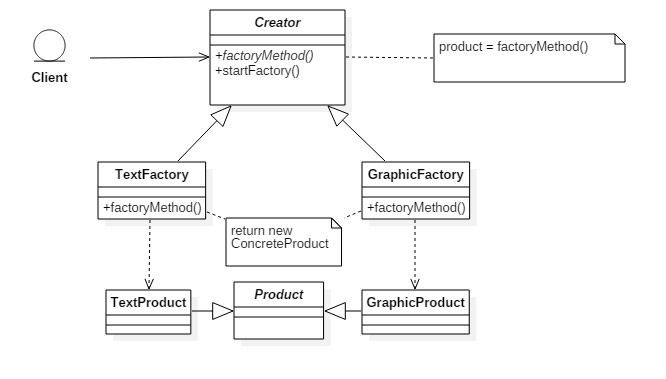 Creator
+factoryMethod()
+startFactory()
product = factoryMethod()
Client
TextFactory
+factoryMethod()
GraphicFactory
+factoryMethod()
return new
ConcreteProduct
TextProduct
Product
GraphicProduct